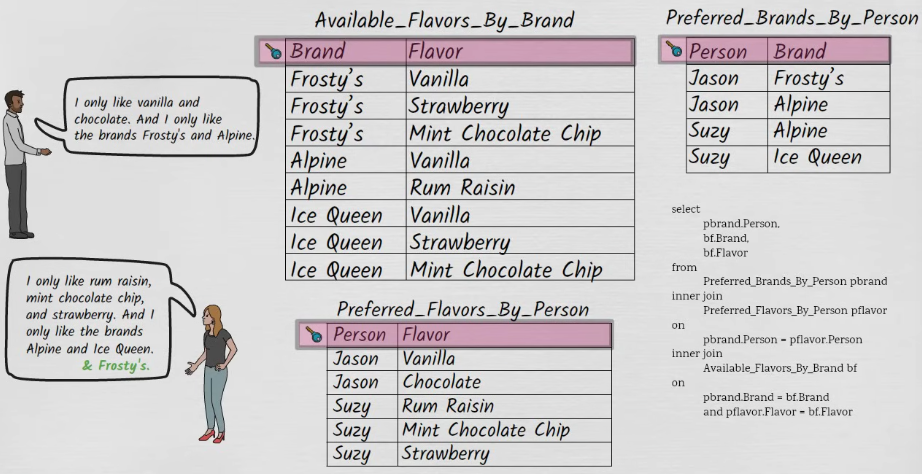 Available_Flavors_By_Brand
Brand Flavor
Frosty's Vanilla
Frosty's Strawberry
Frosty's Mint Chocolate Chip
Alpine Vanilla
Alpine Rum Raisin
Ice Queen Vanilla
Ice Queen Strawberry
Ice Queen Mint Chocolate Chip
Preferred_Brands_By_Person
Person Brand
Jason Frosty's
Jason Alpine
Suzy Alpine
Suzy Ice Queen
I only like vanilla and
chocolate. And I only like
the brands Frosty's and Alpine.
I only like rum raisin,
mint chocolate chip,
and strawberry. And I
only like the brands
Alpine and Ice Queen.
& Frosty's.
Preferred_Flavors_By_Person
Person Flavor
Jason Vanilla
Jason Chocolate
Suzy Rum Raisin
Suzy Mint Chocolate Chip
Suzy Strawberry
select
pbrand.Person,
bf.Brand,
bf.Flavor
from
Preferred_Brands_By_Person pbrand
inner join
Preferred_Flavors_By_Person pflavor
on
pbrand.Person = pflavor.Person
inner join
Available_Flavors_By_Brand bf
on
pbrand.Brand = bf.Brand
and pflavor.Flavor = bf.Flavor